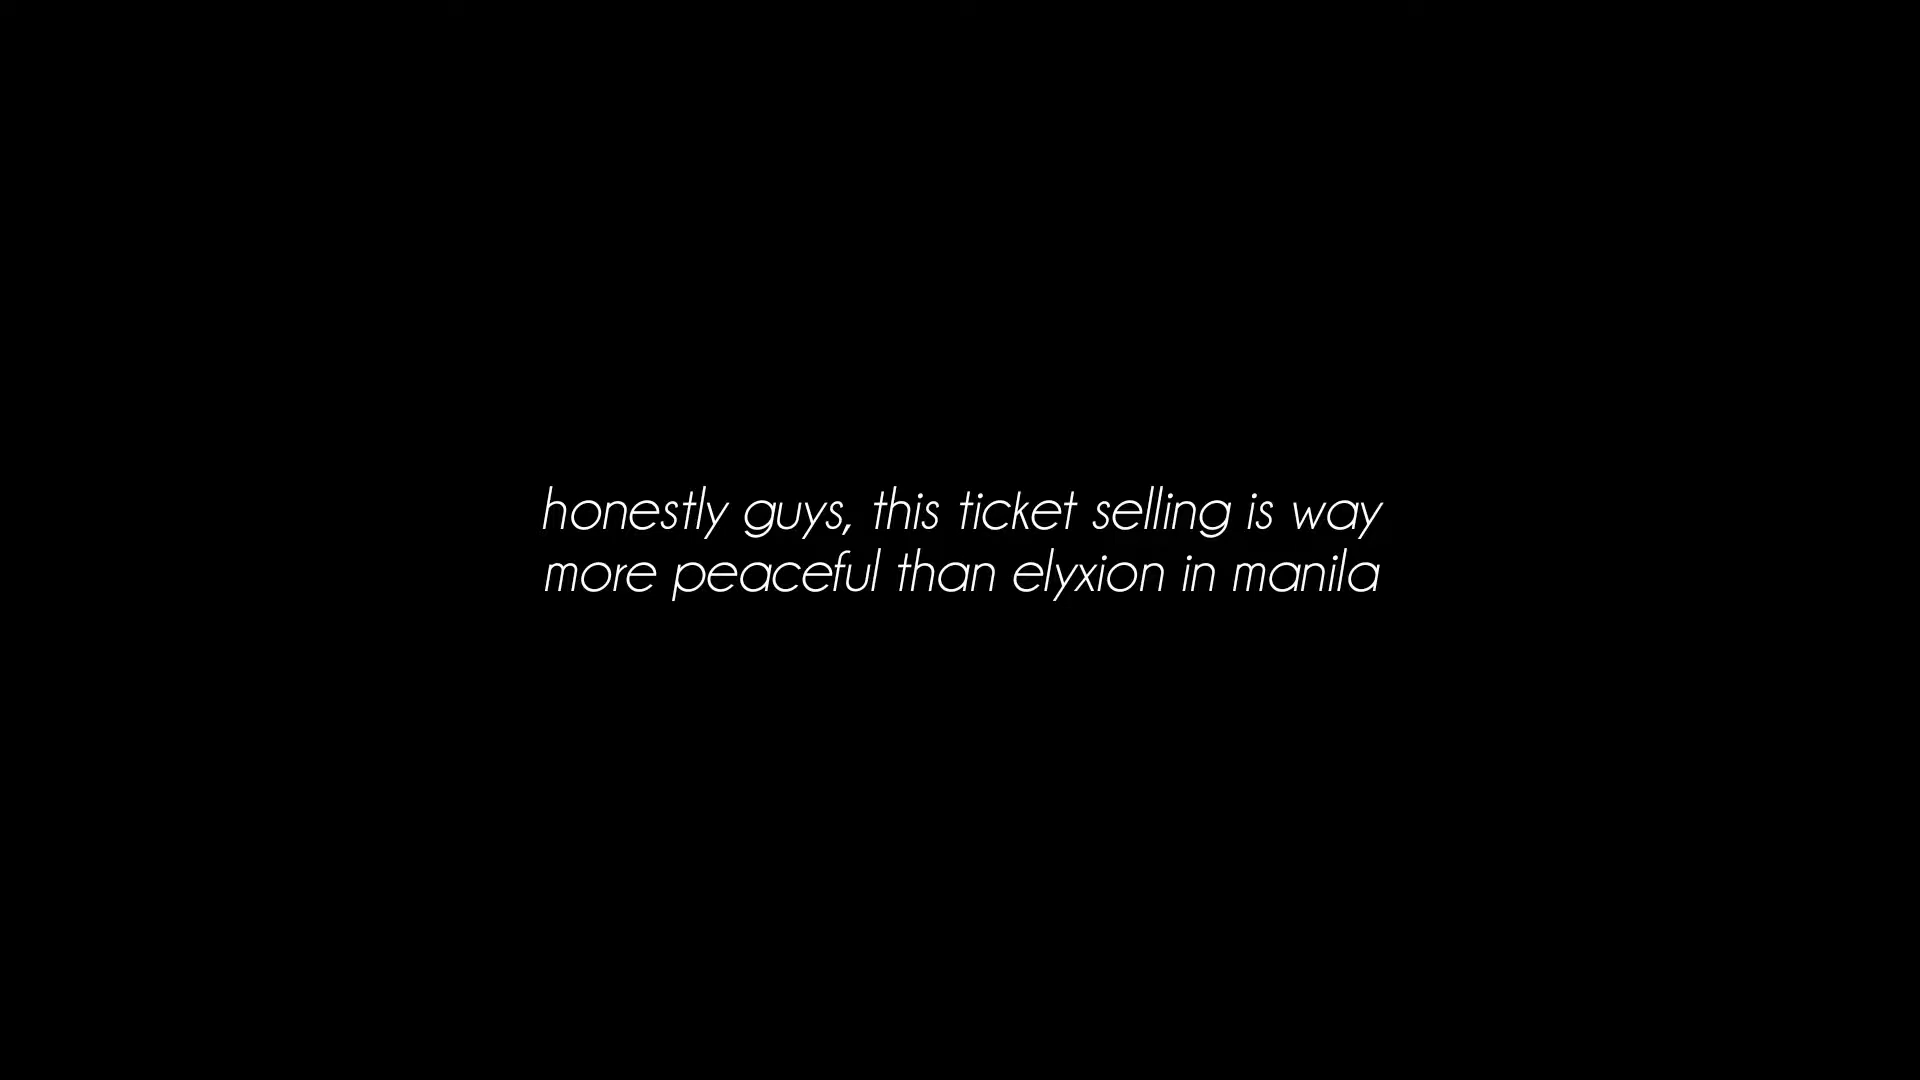 honestly guys, this ticket selling is way
more peaceful than elyxion in manila